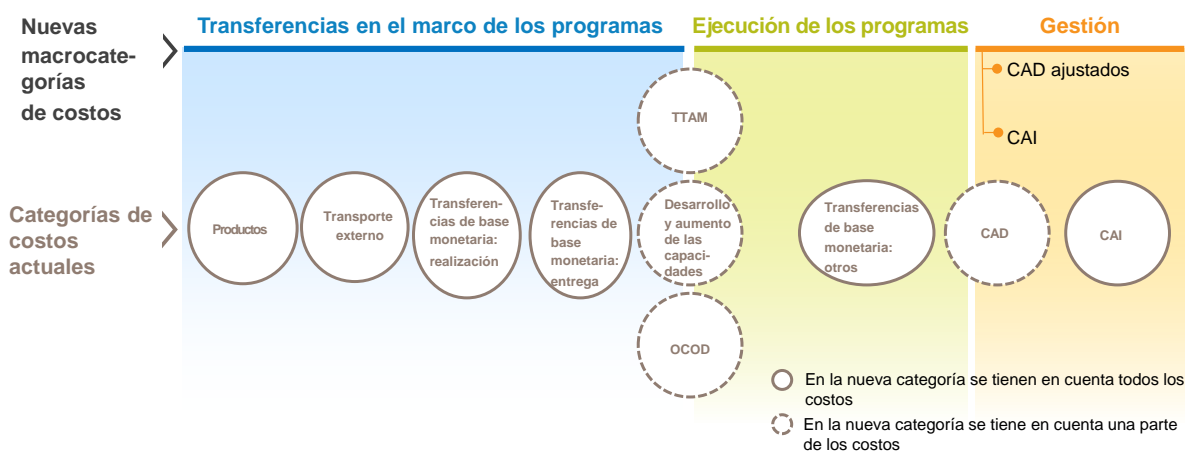 Nuevas
macrocate-
gorías
de costos
Transferencias en el marco de los programas
Ejecución de los programas
Gestión
CAD ajustados
CAI
TTAM
Categorías de
costos
actuales
Productos
Transporte
externo
Transferen-
cias de base
monetaria:
realización
Transfe-
rencias de
base
monetaria:
entrega
Desarrollo
y aumento
de las
capaci-
dades
Transferencias
de base
monetaria:
otros
CAD
CAI
OCOD
En la nueva categoría se tienen en cuenta todos los
costos
En la nueva categoría se tiene en cuenta una parte
de los costos